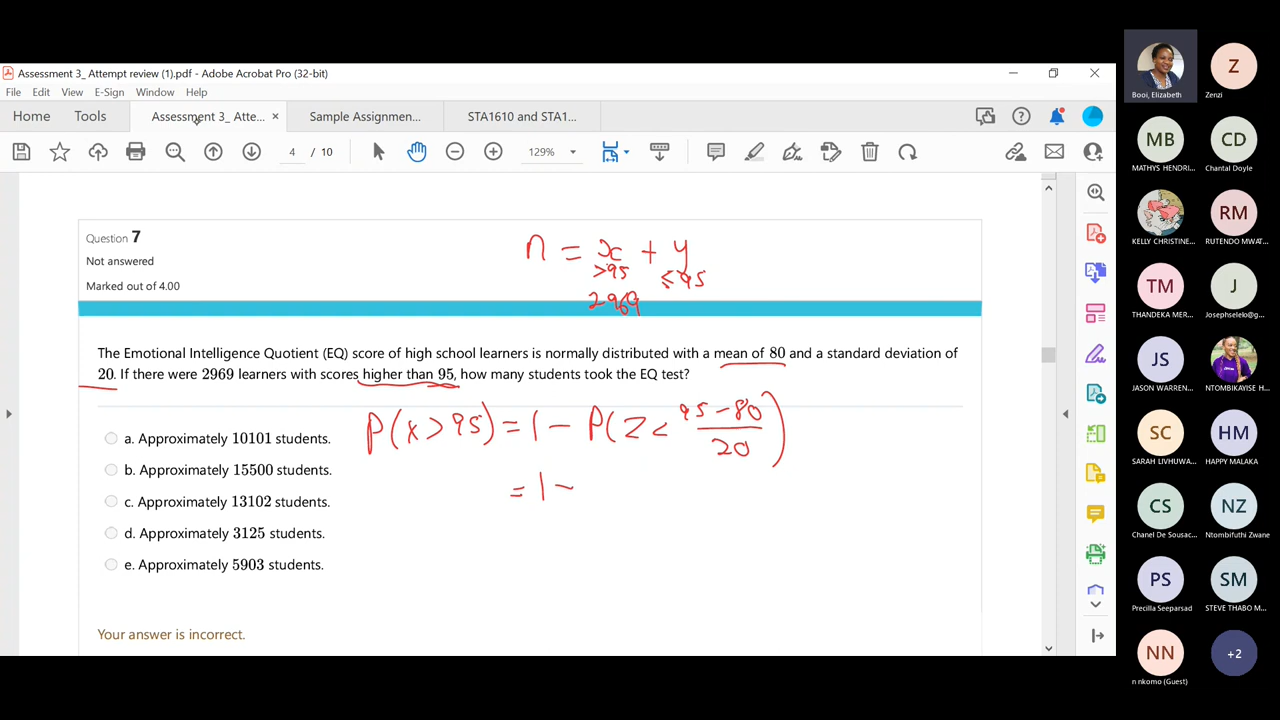 Assessment 3_ Attempt review (1).pdf - Adobe Acrobat Pro (32-bit)
File Edit View E-Sign Window Help
Home Tools Assessment 3_ Atte... × Sample Assignmen... STA1610 and STA1...
4 / 10 129%
Question 7
Not answered
Marked out of 4.00
n = x + y
>95 ≤95
2969
The Emotional Intelligence Quotient (EQ) score of high school learners is normally distributed with a mean of 80 and a standard deviation of
20. If there were 2969 learners with scores higher than 95, how many students took the EQ test?
P(x>95) = 1 - P(Z < 95-80
20 )
= 1 -
a. Approximately 10101 students.
b. Approximately 15500 students.
c. Approximately 13102 students.
d. Approximately 3125 students.
e. Approximately 5903 students.
Your answer is incorrect.
Booi, Elizabeth
Z
Zenzi
MB
MATHYS HENDRI...
CD
Chantal Doyle
KELLY CHRISTINE...
RM
RUTENDO MWAT...
TM
THANDEKA MER...
J
Josephselelo@g...
JS
JASON WARREN...
NTOMBIKAYISE H...
SC
SARAH LIVHUWA...
HM
HAPPY MALAKA
CS
Chanel De Sousac...
NZ
Ntombifuthi Zwane
PS
Precilla Seeparsad
SM
STEVE THABO M...
NN
n nkomo (Guest)
+2